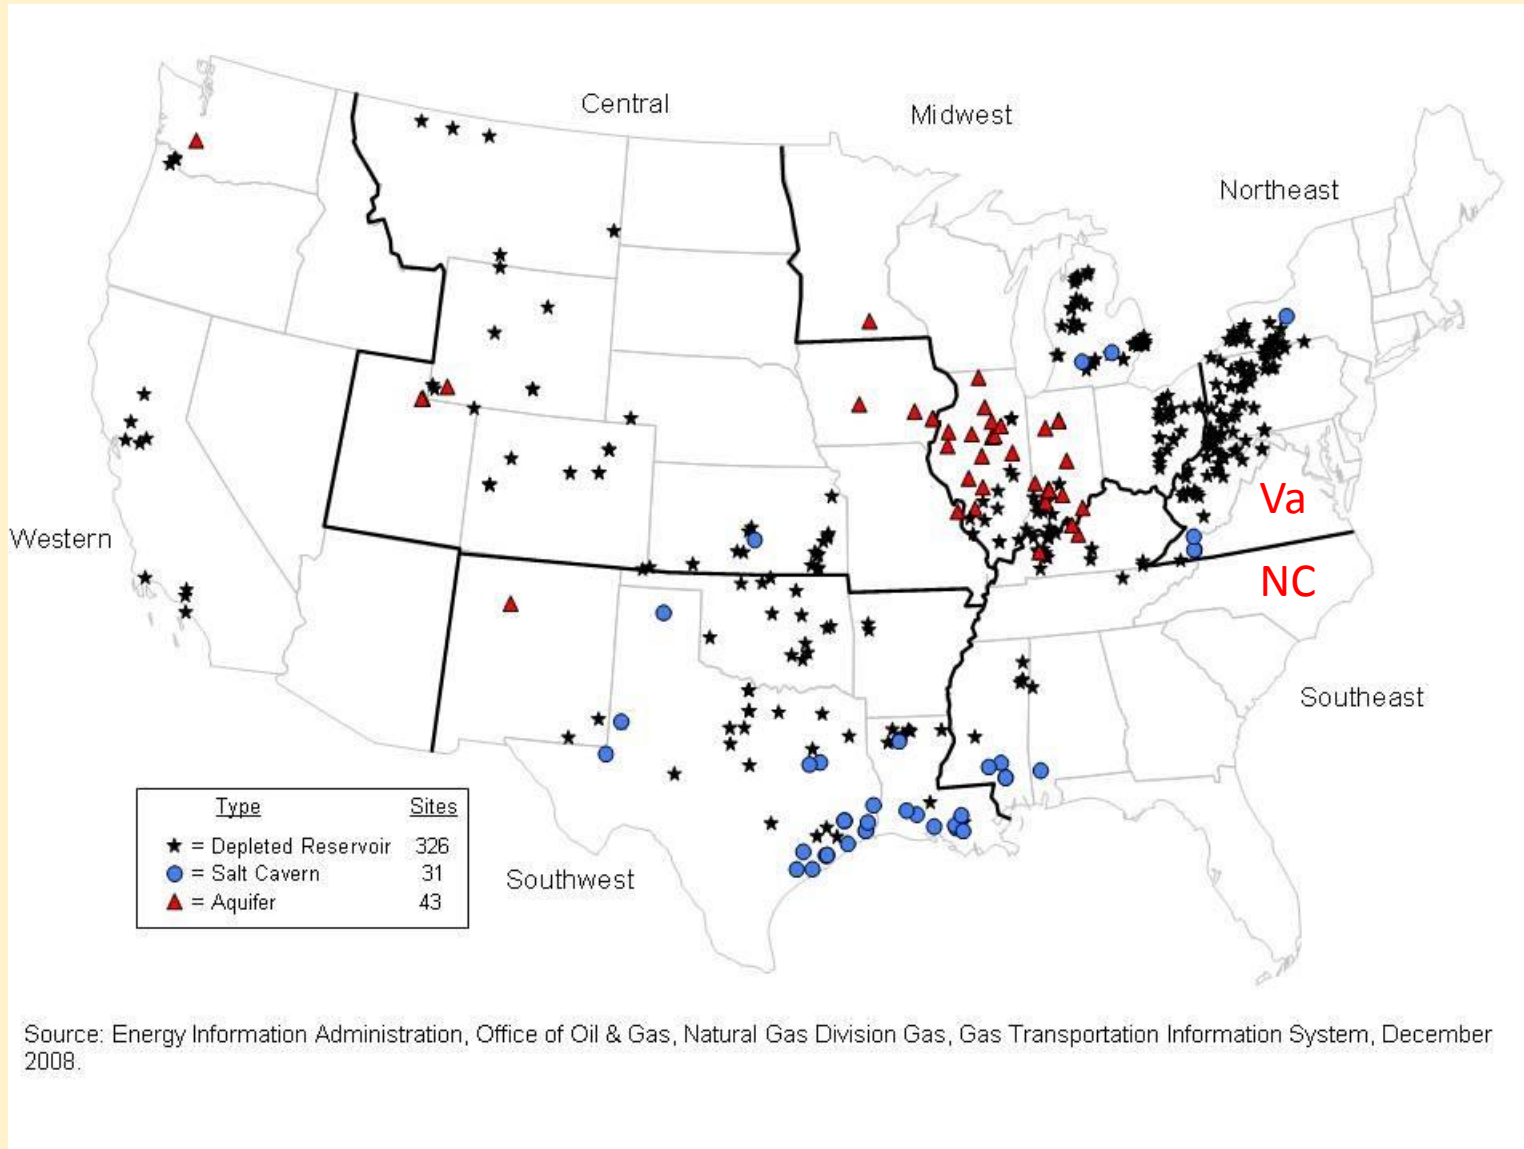 Central
Midwest
Northeast
Western
Va
NC
Southeast
Southwest
Type Sites
= Depleted Reservoir 326
= Salt Cavern 31
= Aquifer 43
Source: Energy Information Administration, Office of Oil & Gas, Natural Gas Division Gas, Gas Transportation Information System, December
2008.